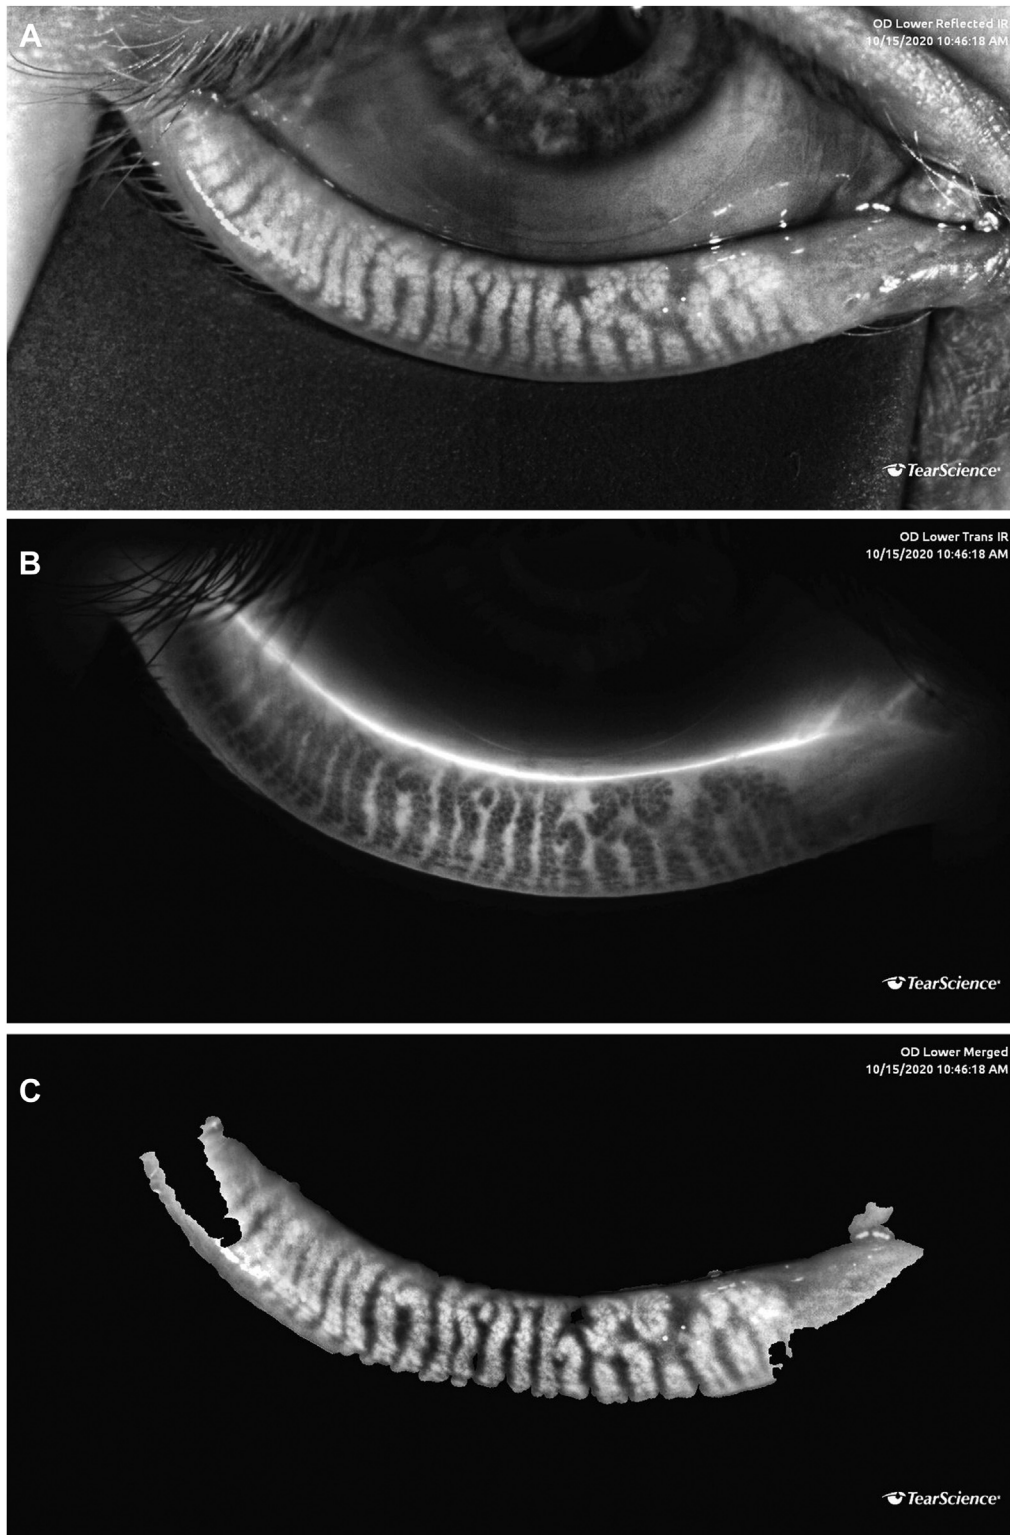 A
OD Lower Reflected IR
10/15/2020 10:46:18 AM
TearScience
B
OD Lower Trans IR
10/15/2020 10:46:18 AM
TearScience
C
OD Lower Merged
10/15/2020 10:46:18 AM
TearScience